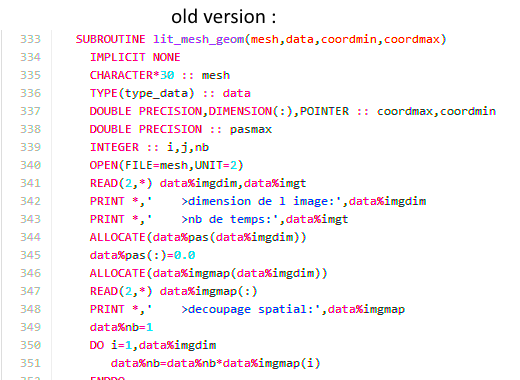 old version :
333 SUBROUTINE lit_mesh_geom(mesh,data,coordmin,coordmax)
334 IMPLICIT NONE
335 CHARACTER*30 :: mesh
336 TYPE(type_data) :: data
337 DOUBLE PRECISION,DIMENSION(:),POINTER :: coordmax,coordmin
338 DOUBLE PRECISION :: pasmax
339 INTEGER :: i,j,nb
340 OPEN(FILE=mesh,UNIT=2)
341 READ(2,*) data%imgdim,data%imgt
342 PRINT *,'    >dimension de l image:',data%imgdim
343 PRINT *,'    >nb de temps:',data%imgt
344 ALLOCATE(data%pas(data%imgdim))
345 data%pas(:)=0.0
346 ALLOCATE(data%imgmap(data%imgdim))
347 READ(2,*) data%imgmap(:)
348 PRINT *,'    >decoupage spatial:',data%imgmap
349 data%nb=1
350 DO i=1,data%imgdim
351 data%nb=data%nb*data%imgmap(i)